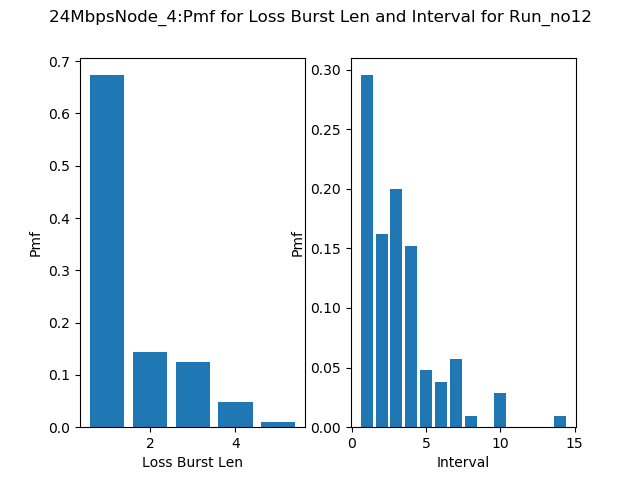 24MbpsNode_4:Pmf for Loss Burst Len and Interval for Run_no12
0.7
0.6
0.5
0.4
0.3
0.2
0.1
0.0
Pmf
2 4
Loss Burst Len
0.30
0.25
0.20
0.15
0.10
0.05
0.00
Pmf
0 5 10 15
Interval